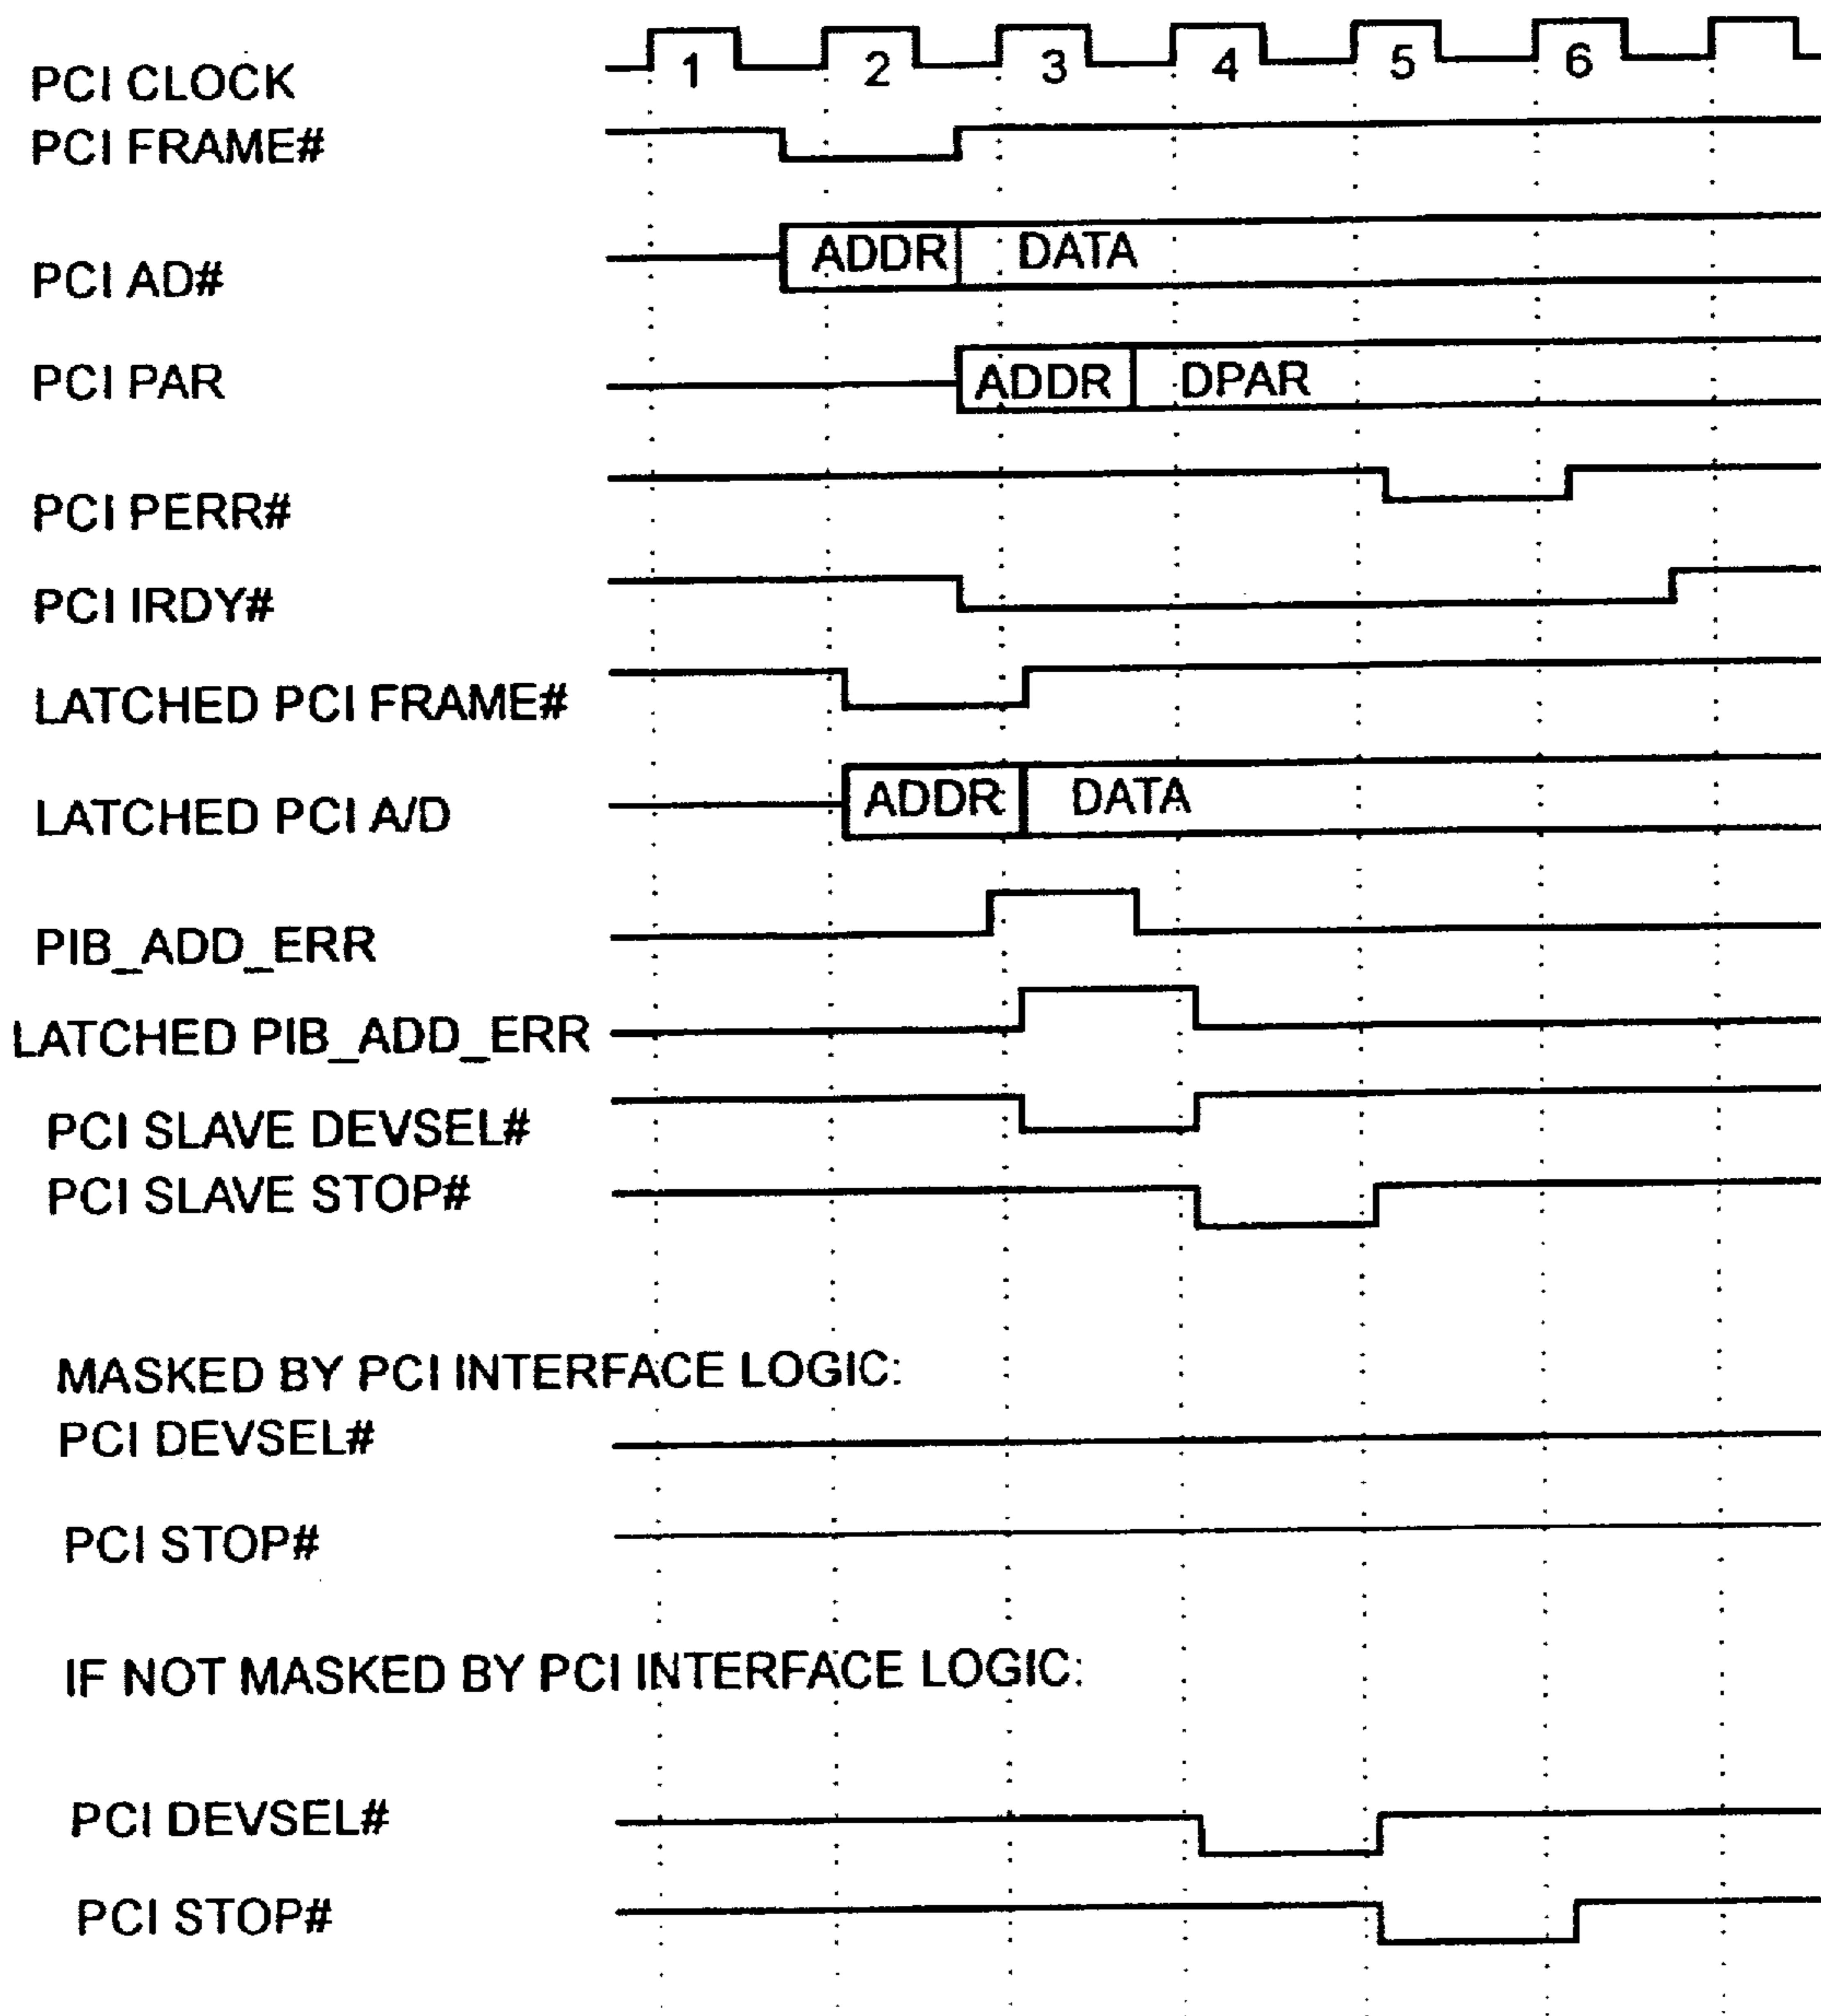 1 2 3 4 5 6
PCI CLOCK
PCI FRAME#
PCI AD# ADDR DATA
PCI PAR ADDR DPAR
PCI PERR#
PCI IRDY#
LATCHED PCI FRAME#
LATCHED PCI A/D ADDR DATA
PIB_ADD_ERR
LATCHED PIB_ADD_ERR
PCI SLAVE DEVSEL#
PCI SLAVE STOP#
MASKED BY PCI INTERFACE LOGIC:
PCI DEVSEL#
PCI STOP#
IF NOT MASKED BY PCI INTERFACE LOGIC:
PCI DEVSEL#
PCI STOP#